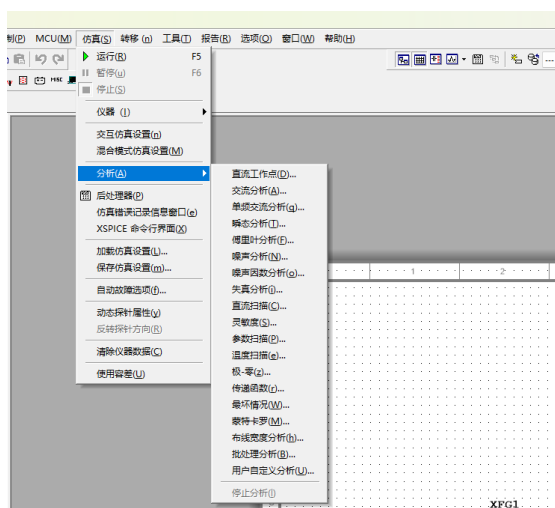 制(P) MCU(M) 仿真(S) 转移 (n) 工具(T) 报告(R) 选项(O) 窗口(W) 帮助(H)
运行(R) F5
暂停(u) F6
停止(S)
仪器 (I)
交互仿真设置(n)
混合模式仿真设置(M)
分析(A)
后处理器(P)
仿真错误记录信息窗口(e)
XSPICE 命令行界面(X)
加载仿真设置(L)...
保存仿真设置(m)...
自动故障选项(f)...
动态探针属性(y)
反转探针方向(R)
清除仪器数据(C)
使用容差(U)
直流工作点(D)...
交流分析(A)...
单频交流分析(q)...
瞬态分析(T)...
傅里叶分析(F)...
噪声分析(N)...
噪声因数分析(o)...
失真分析(i)...
直流扫描(C)...
灵敏度(S)...
参数扫描(P)...
温度扫描(e)...
极-零(z)...
传递函数(r)...
最坏情况(W)...
蒙特卡罗(M)...
布线宽度分析(h)...
批处理分析(B)...
用户自定义分析(U)...
停止分析(l)
1 2
XFG1